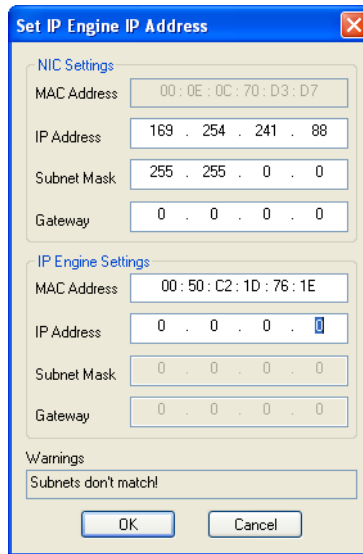 Set IP Engine IP Address
NIC Settings
MAC Address 00 : 0E : 0C : 70 : D3 : D7
IP Address 169 . 254 . 241 . 88
Subnet Mask 255 . 255 . 0 . 0
Gateway 0 . 0 . 0 . 0
IP Engine Settings
MAC Address 00 : 50 : C2 : 1D : 76 : 1E
IP Address 0 . 0 . 0 . 0
Subnet Mask 0 . 0 . 0 . 0
Gateway 0 . 0 . 0 . 0
Warnings
Subnets don't match!
OK Cancel